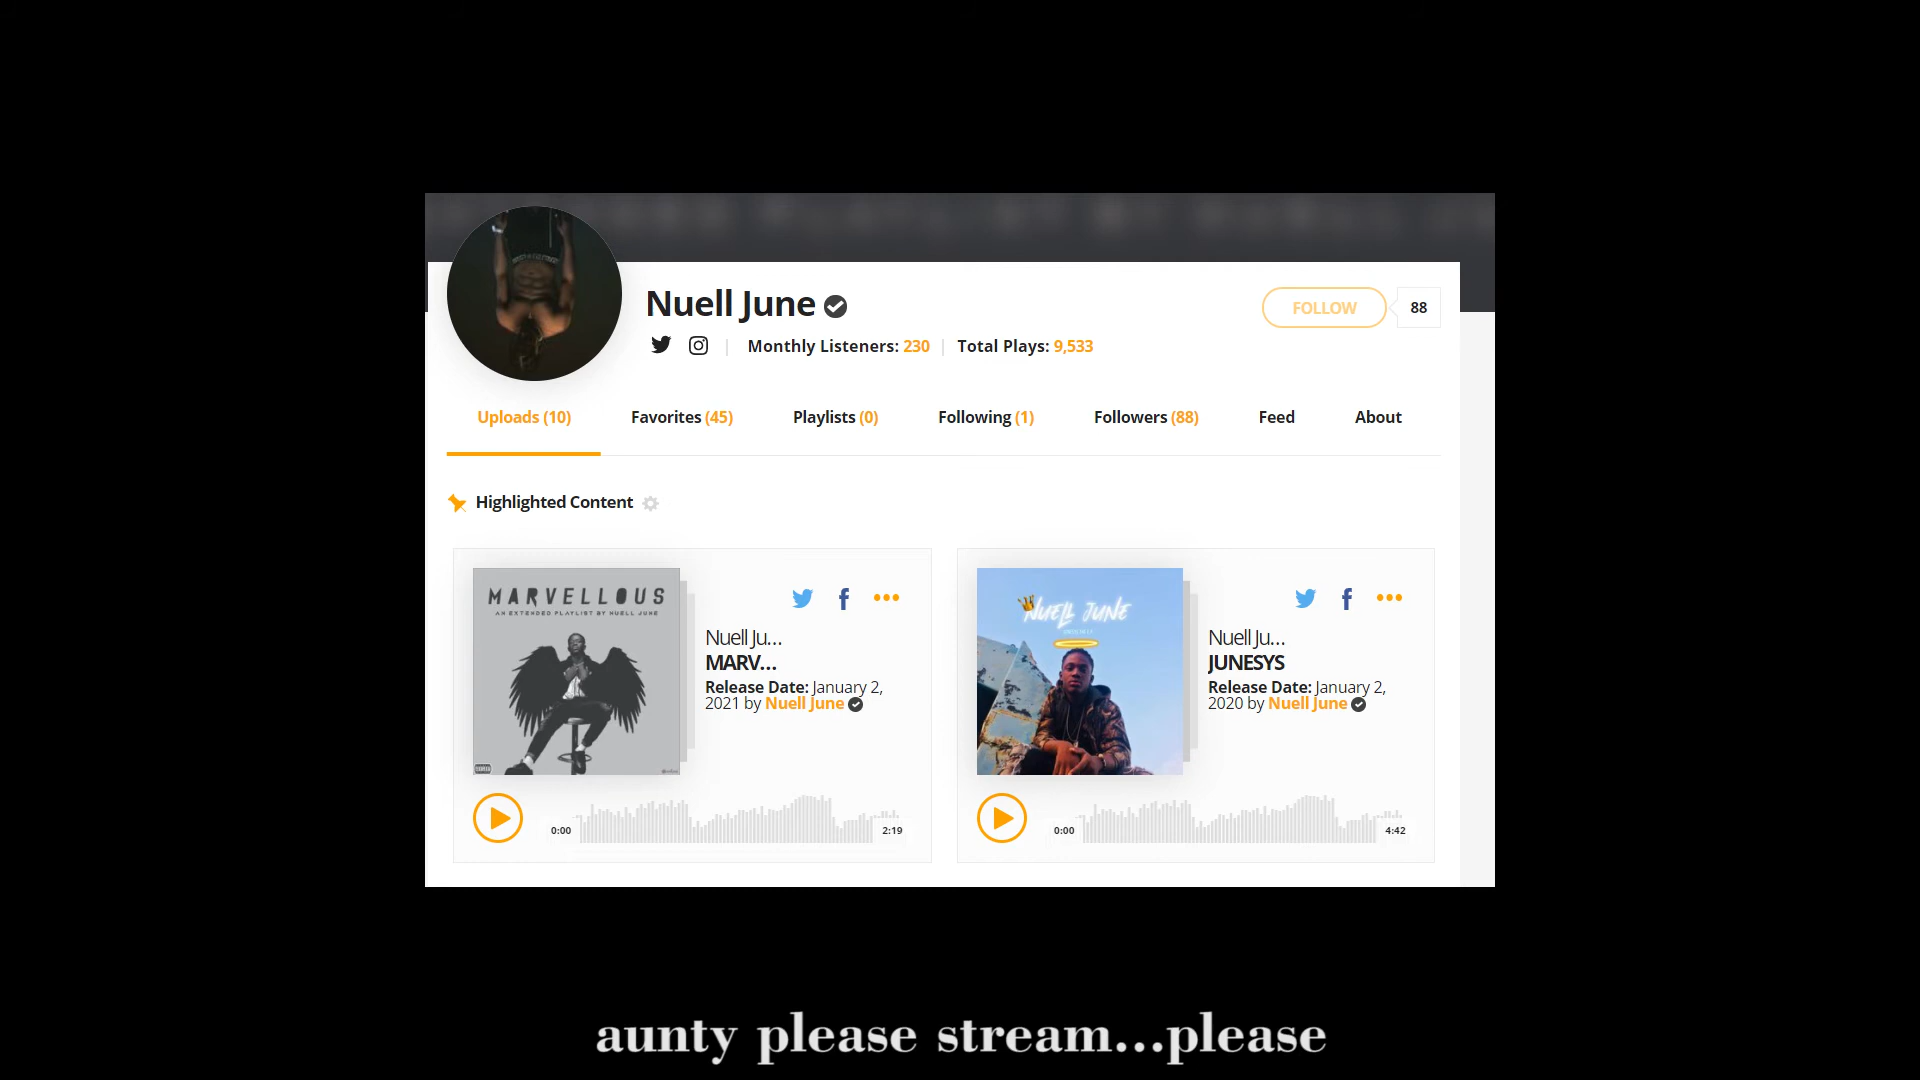 Nuell June
FOLLOW
88
Monthly Listeners: 230 | Total Plays: 9,533
Uploads (10)
Favorites (45)
Playlists (0)
Following (1)
Followers (88)
Feed
About
Highlighted Content
MARVELLOUS
AN EXTENDED PLAYLIST BY NUELL JUNE
Nuell Ju...
MARV...
Release Date: January 2,
2021 by Nuell June
0:00
2:19
NUELL JUNE
Nuell Ju...
JUNESYS
Release Date: January 2,
2020 by Nuell June
0:00
4:42
aunty please stream...please